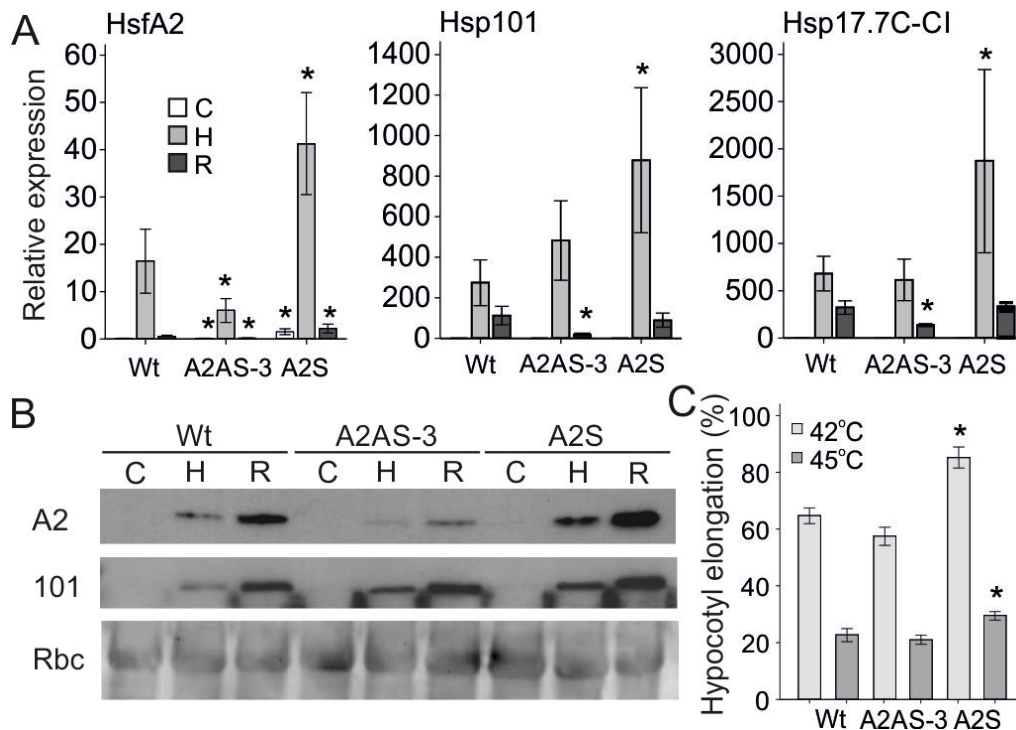 A
HsfA2
Hsp101
Hsp17.7C-CI
Relative expression
60
50
40
30
20
10
0
C
H
R
* * * * * *
Wt A2AS-3 A2S
1400
1200
1000
800
600
400
200
0
* *
Wt A2AS-3 A2S
3000
2500
2000
1500
1000
500
0
* *
Wt A2AS-3 A2S
B
Wt A2AS-3 A2S
C H R C H R C H R
A2
101
Rbc
C
Hypocotyl elongation (%)
100
80
60
40
20
0
42°C
45°C
* *
Wt A2AS-3 A2S